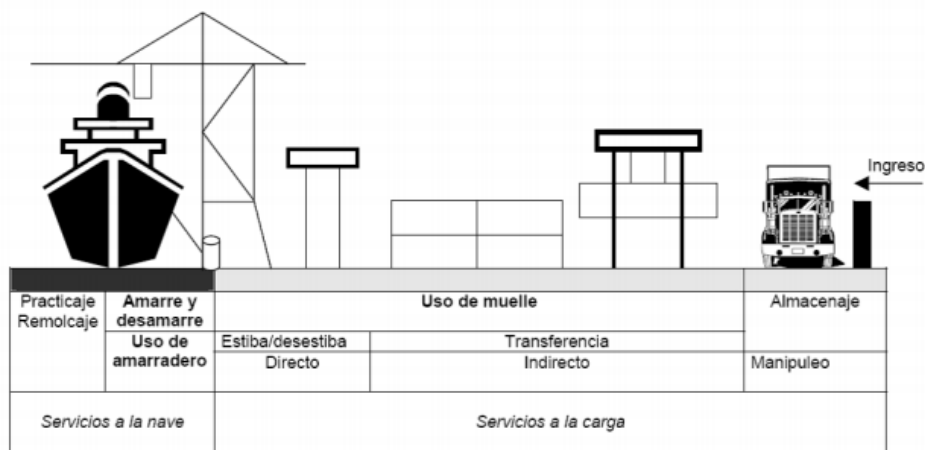 Ingreso
Practicaje
Remolcaje
Amarre y
desamarre
Uso de muelle
Almacenaje
Uso de
amarradero
Estiba/desestiba
Transferencia
Directo
Indirecto
Manipuleo
Servicios a la nave
Servicios a la carga